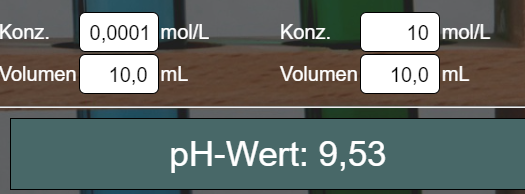 Konz. 0,0001 mol/L Konz. 10 mol/L
Volumen 10,0 mL Volumen 10,0 mL
pH-Wert: 9,53